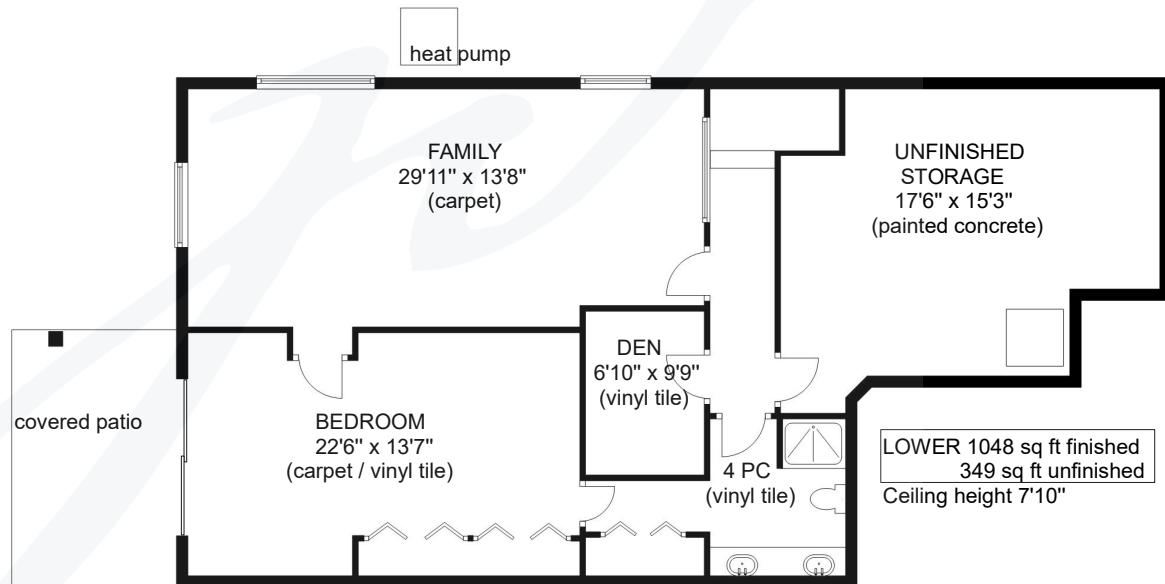 heat pump
FAMILY
29'11" x 13'8"
(carpet)
UNFINISHED
STORAGE
17'6" x 15'3"
(painted concrete)
DEN
6'10" x 9'9"
(vinyl tile)
covered patio
BEDROOM
22'6" x 13'7"
(carpet / vinyl tile)
4 PC
(vinyl tile)
LOWER 1048 sq ft finished
349 sq ft unfinished
Ceiling height 7'10"